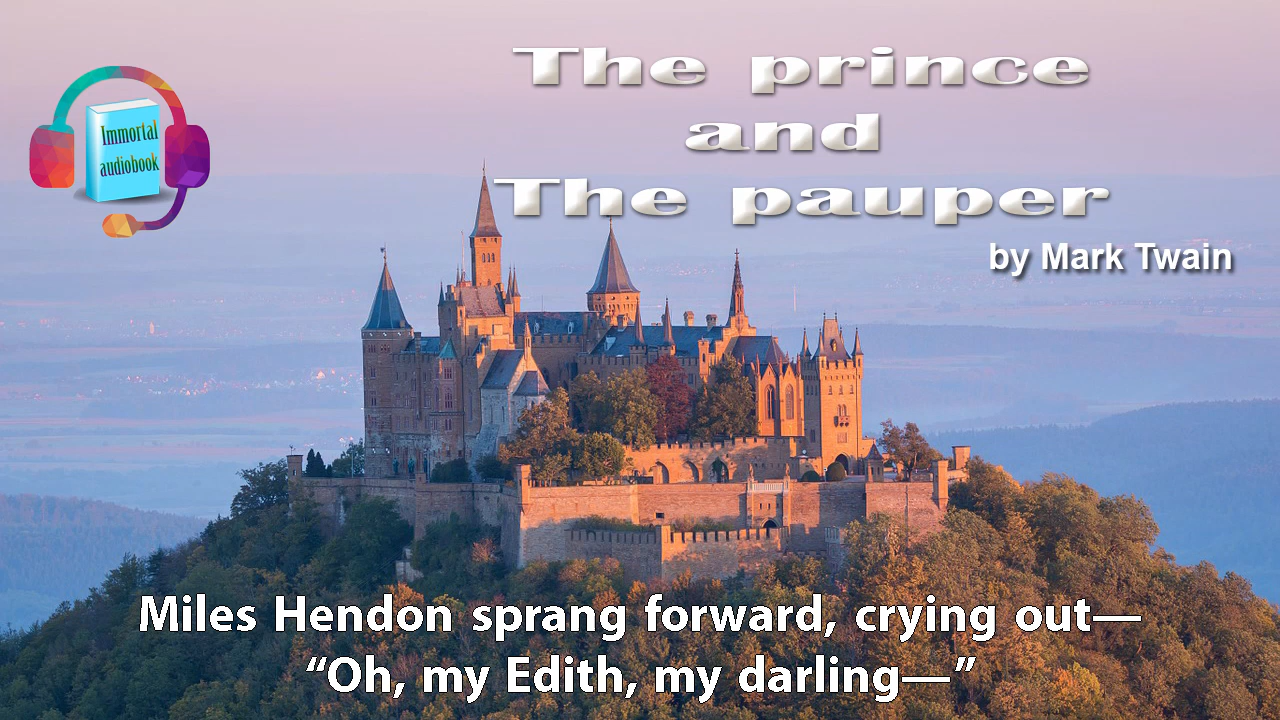 Immortal
audiobook
The prince
and
The pauper
by Mark Twain
Miles Hendon sprang forward, crying out—
“Oh, my Edith, my darling—”